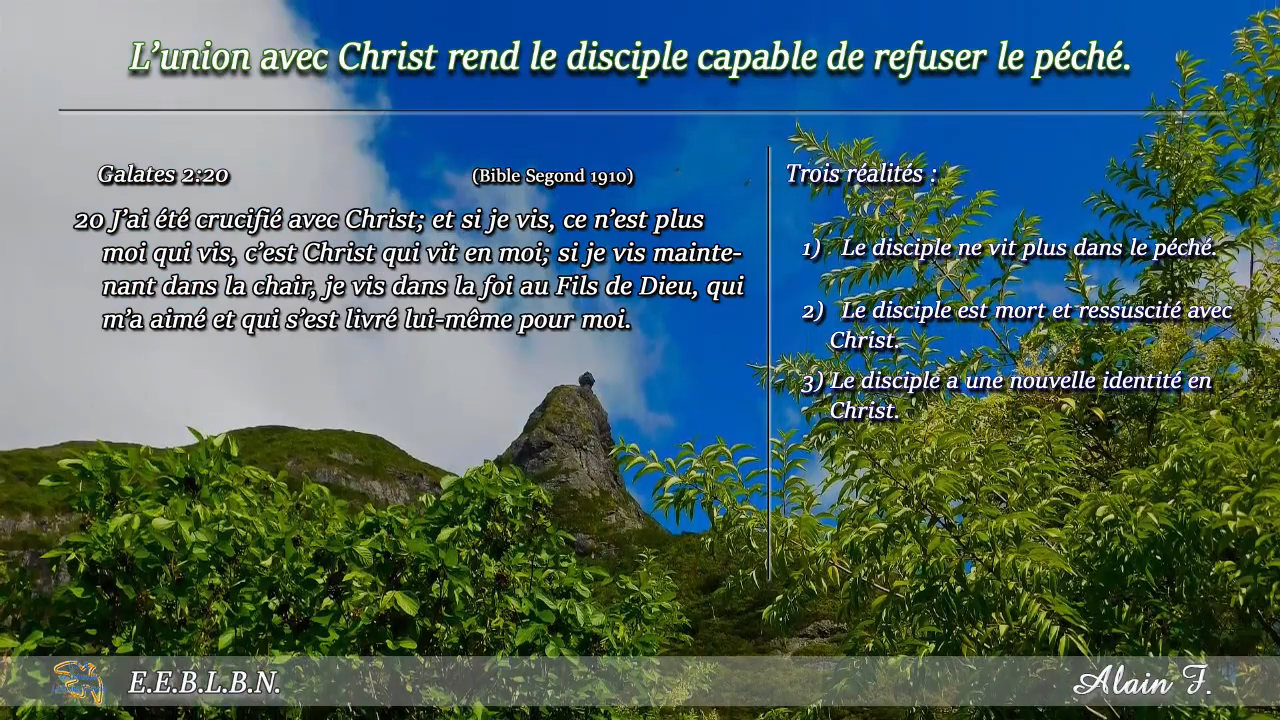 L’union avec Christ rend le disciple capable de refuser le péché.
Galates 2:20 (Bible Segond 1910)
20 J’ai été crucifié avec Christ; et si je vis, ce n’est plus
moi qui vis, c’est Christ qui vit en moi; si je vis mainte-
nant dans la chair, je vis dans la foi au Fils de Dieu, qui
m’a aimé et qui s’est livré lui-même pour moi.
Trois réalités :
1) Le disciple ne vit plus dans le péché.
2) Le disciple est mort et ressuscité avec
Christ.
3) Le disciple a une nouvelle identité en
Christ.
E.E.B.L.B.N.
Alain F.